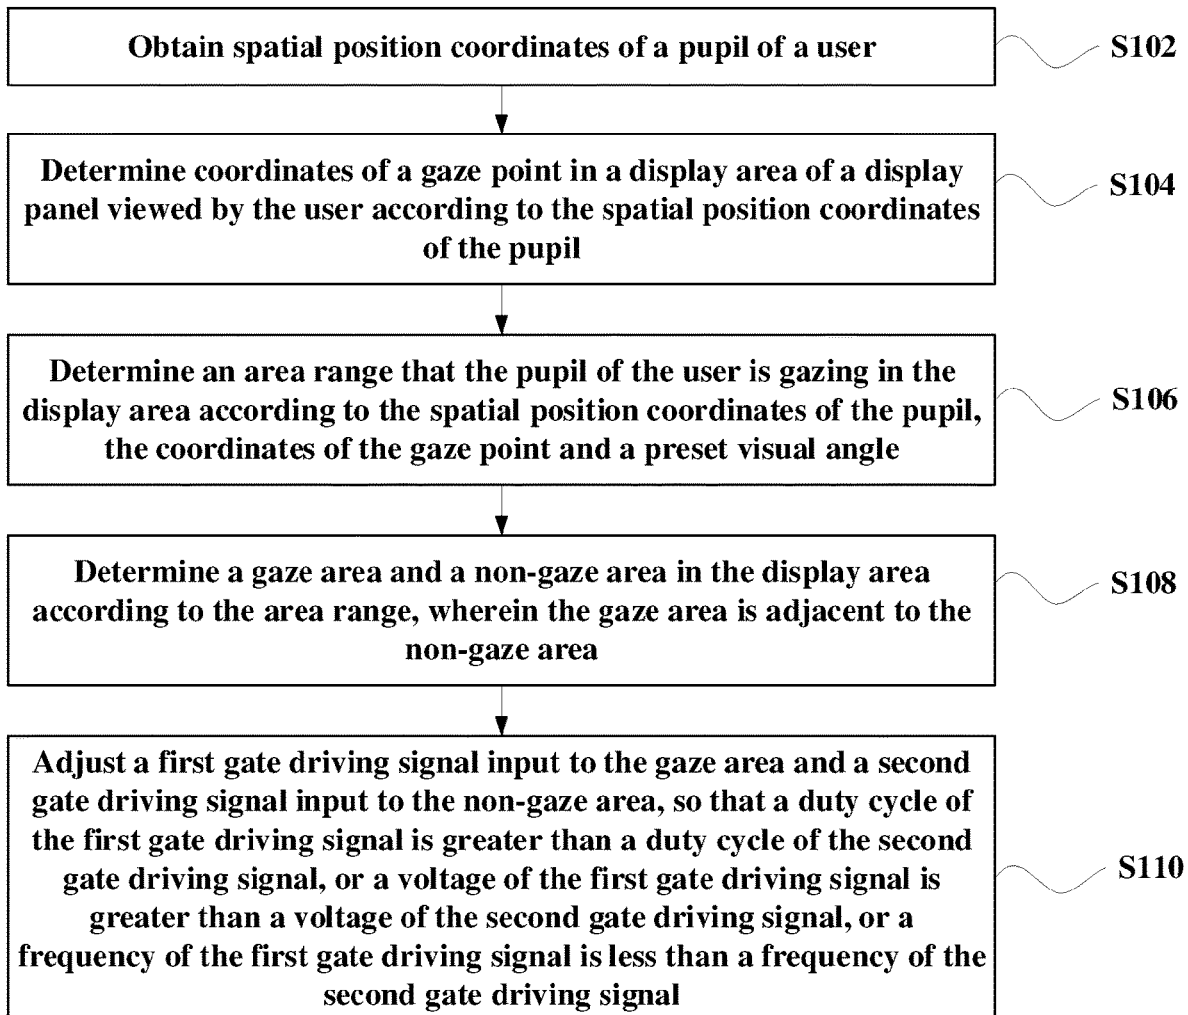 Obtain spatial position coordinates of a pupil of a user
S102
Determine coordinates of a gaze point in a display area of a display
panel viewed by the user according to the spatial position coordinates
of the pupil
S104
Determine an area range that the pupil of the user is gazing in the
display area according to the spatial position coordinates of the pupil,
the coordinates of the gaze point and a preset visual angle
S106
Determine a gaze area and a non-gaze area in the display area
according to the area range, wherein the gaze area is adjacent to the
non-gaze area
S108
Adjust a first gate driving signal input to the gaze area and a second
gate driving signal input to the non-gaze area, so that a duty cycle of
the first gate driving signal is greater than a duty cycle of the second
gate driving signal, or a voltage of the first gate driving signal is
greater than a voltage of the second gate driving signal, or a
frequency of the first gate driving signal is less than a frequency of the
second gate driving signal
S110